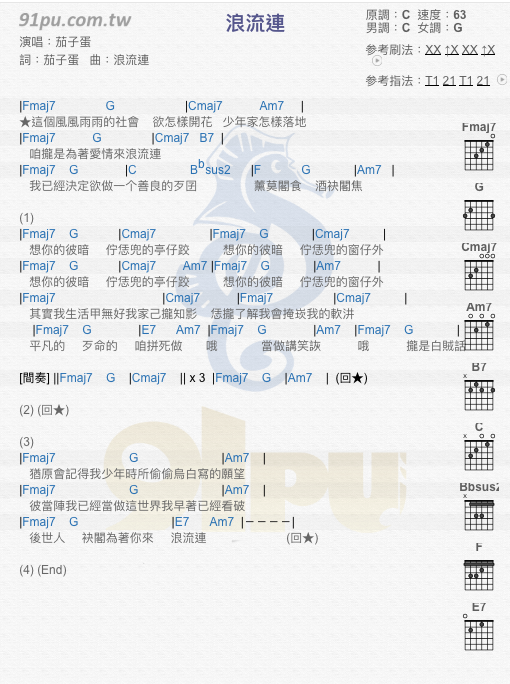 91pu.com.tw
浪流連
原調：C 速度：63
男調：C 女調：G
演唱：茄子蛋
詞：茄子蛋 曲：浪流連
參考刷法：XX ↑X XX ↑X
參考指法：T1 21 T1 21
|Fmaj7 G |Cmaj7 Am7 |
★這個風風雨雨的社會 欲怎樣開花 少年家怎樣落地
|Fmaj7 G |Cmaj7 B7 |
咱攏是為著愛情來浪流連
|Fmaj7 G |C Bbsus2 |F G |Am7 |
我已經決定欲做一个善良的歹囝 薰莫閣食 酒袂閣焦
(1)
|Fmaj7 G |Cmaj7 |Fmaj7 G |Cmaj7 |
想你的彼暗 佇恁兜的亭仔跤 想你的彼暗 佇恁兜的窗仔外
|Fmaj7 G |Cmaj7 Am7 |Fmaj7 G |Am7 |
想你的彼暗 佇恁兜的亭仔跤 想你的彼暗 佇恁兜的窗仔外
|Fmaj7 |Cmaj7 |Fmaj7 |Cmaj7 |
其實我生活甲無好我家己攏知影 恁攏了解我會掩崁我的軟汫
|Fmaj7 G |E7 Am7 |Fmaj7 G |Am7 |Fmaj7 G |
平凡的 歹命的 咱拼死做 哦 當做講笑詼 哦 攏是白賊話
[間奏] ||Fmaj7 G |Cmaj7 || x 3 |Fmaj7 G |Am7 | (回★)
(2) (回★)
(3)
|Fmaj7 G |Am7 |
猶原會記得我少年時所偷偷烏白寫的願望
|Fmaj7 G |Am7 |
彼當陣我已經當做這世界我早著已經看破
|Fmaj7 G |E7 Am7 |－－－－|
後世人 袂閣為著你來 浪流連 (回★)
(4) (End)
Fmaj7
G
Cmaj7
Am7
B7
C
Bbsus2
F
E7
91pu